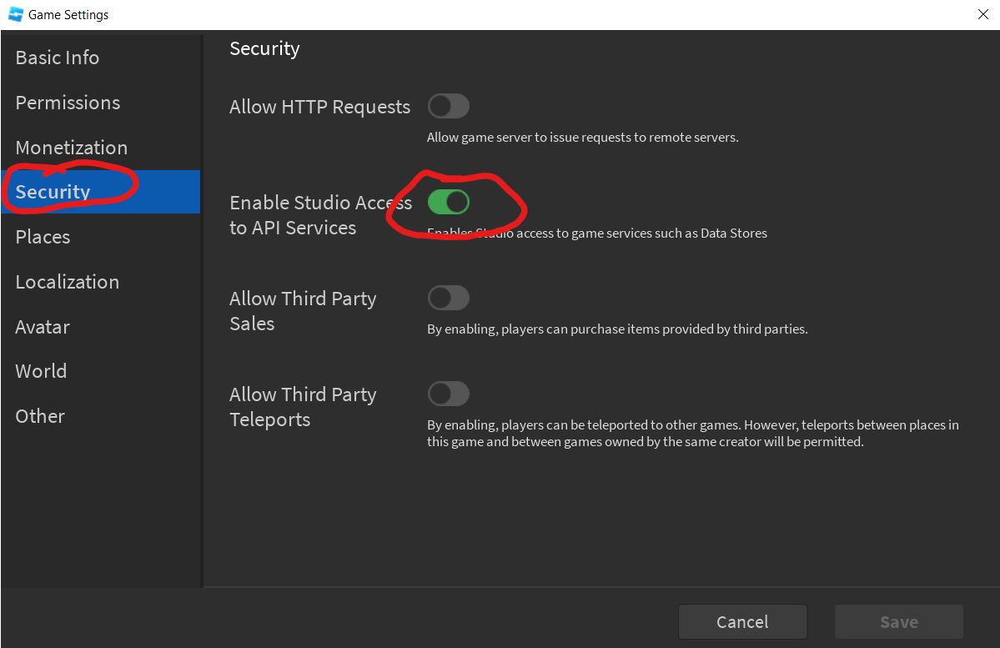 Game Settings
Basic Info
Permissions
Monetization
Security
Places
Localization
Avatar
World
Other
Security
Allow HTTP Requests
Allow game server to issue requests to remote servers.
Enable Studio Access
to API Services
Enables Studio access to game services such as Data Stores
Allow Third Party
Sales
By enabling, players can purchase items provided by third parties.
Allow Third Party
Teleports
By enabling, players can be teleported to other games. However, teleports between places in
this game and between games owned by the same creator will be permitted.
Cancel
Save